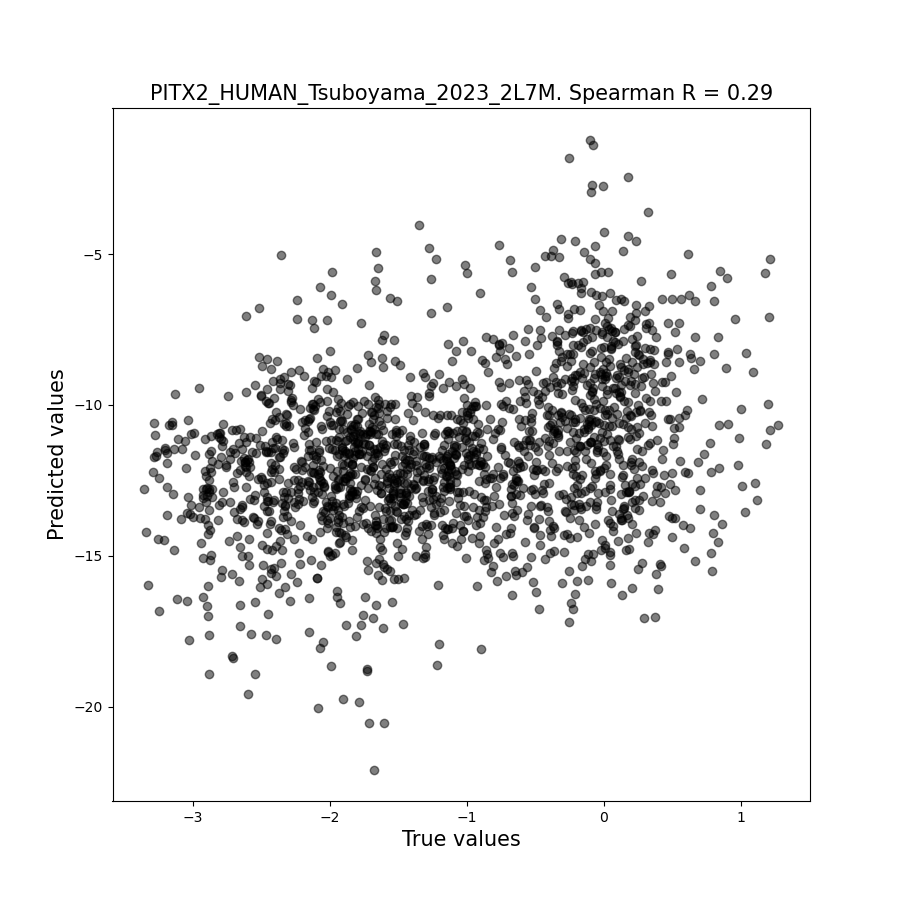 PITX2_HUMAN_Tsuboyama_2023_2L7M. Spearman R = 0.29
Predicted values
−5
−10
−15
−20
−3 −2 −1 0 1
True values